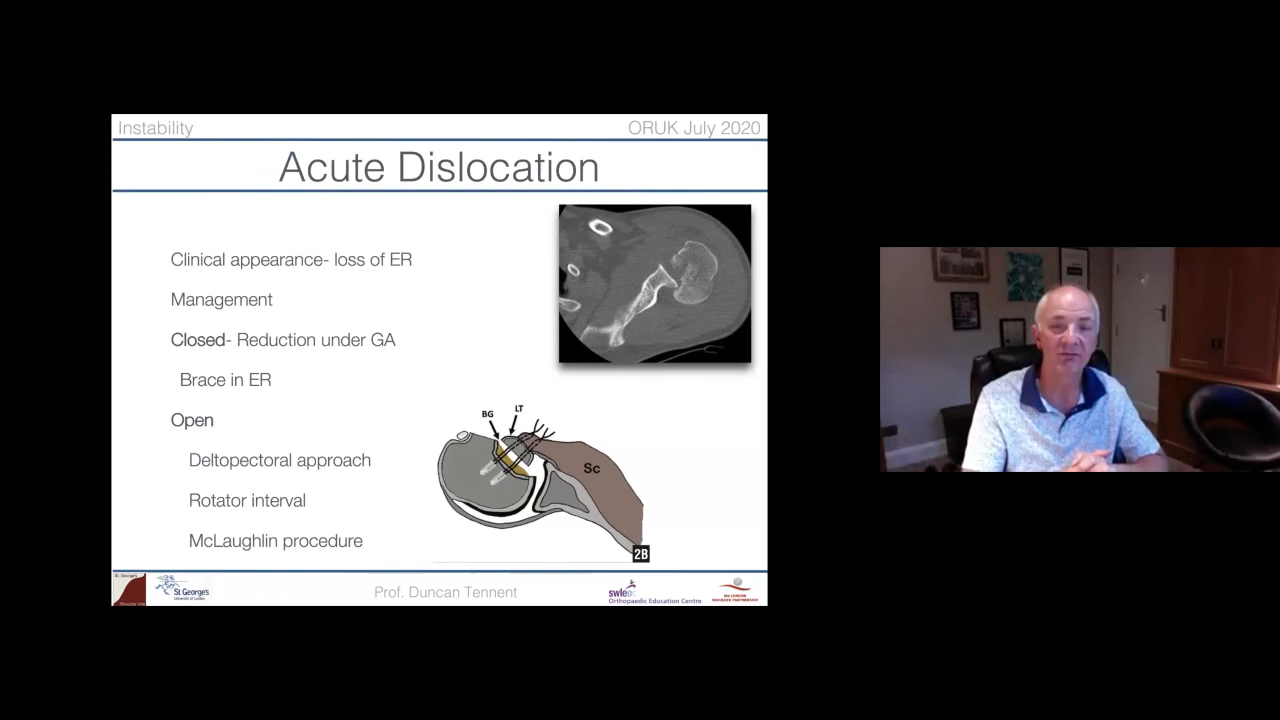 Instability
ORUK July 2020
Acute Dislocation
Clinical appearance- loss of ER
Management
Closed- Reduction under GA
Brace in ER
Open
Deltopectoral approach
Rotator interval
McLaughlin procedure
BG
LT
Sc
2B
St. George's
St George's
University of London
Prof. Duncan Tennent
swleoc
Orthopaedic Education Centre